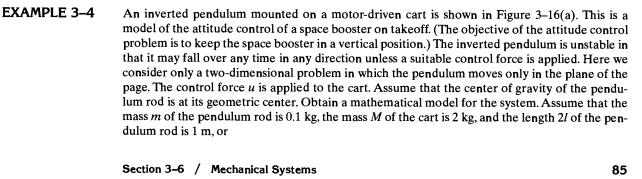 EXAMPLE 3–4 An inverted pendulum mounted on a motor-driven cart is shown in Figure 3–16(a). This is a
model of the attitude control of a space booster on takeoff. (The objective of the attitude control
problem is to keep the space booster in a vertical position.) The inverted pendulum is unstable in
that it may fall over any time in any direction unless a suitable control force is applied. Here we
consider only a two-dimensional problem in which the pendulum moves only in the plane of the
page. The control force u is applied to the cart. Assume that the center of gravity of the pendu-
lum rod is at its geometric center. Obtain a mathematical model for the system. Assume that the
mass m of the pendulum rod is 0.1 kg, the mass M of the cart is 2 kg, and the length 2l of the pen-
dulum rod is 1 m, or
Section 3–6 / Mechanical Systems 85